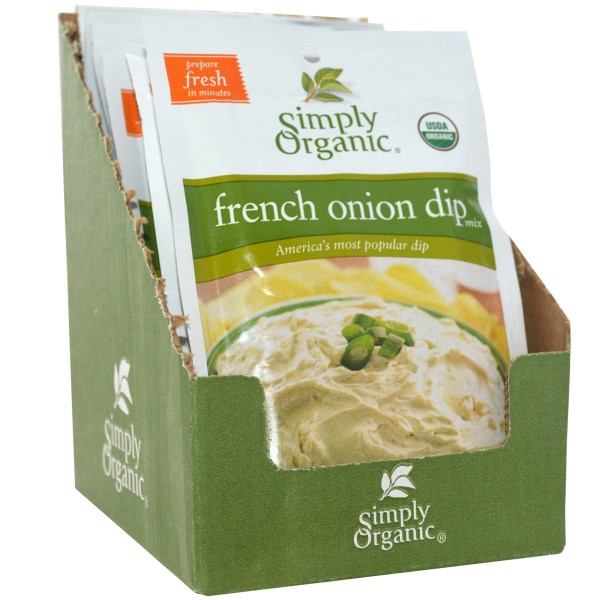 prepare
fresh
in minutes
Simply
Organic®
USDA
ORGANIC
french onion dip
mix
America's most popular dip
Simply
Organic®
Simply
Organic®